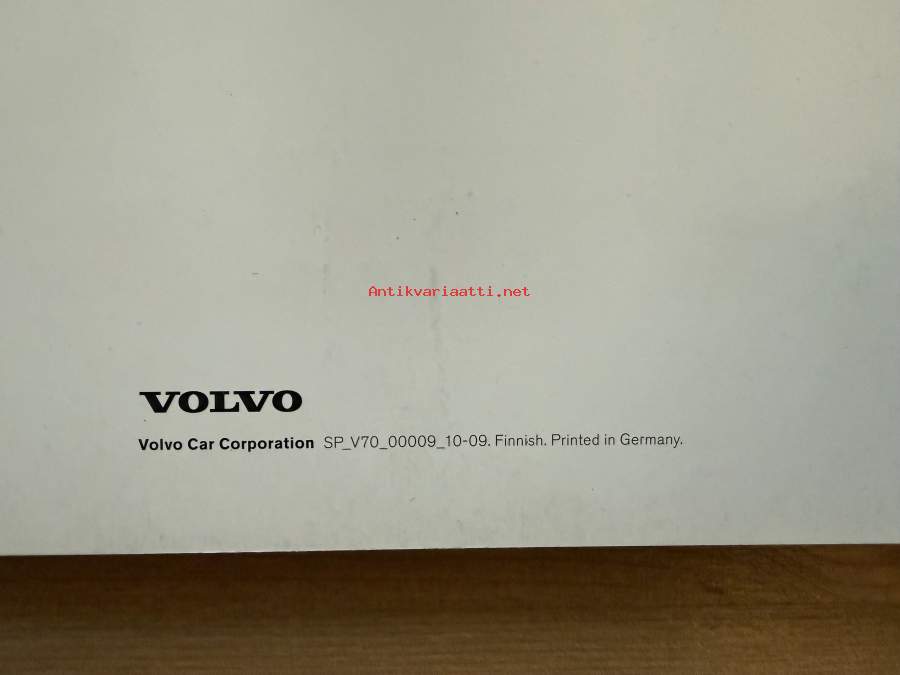 Antikvariaatti.net
VOLVO
Volvo Car Corporation SP_V70_00009_10-09. Finnish. Printed in Germany.